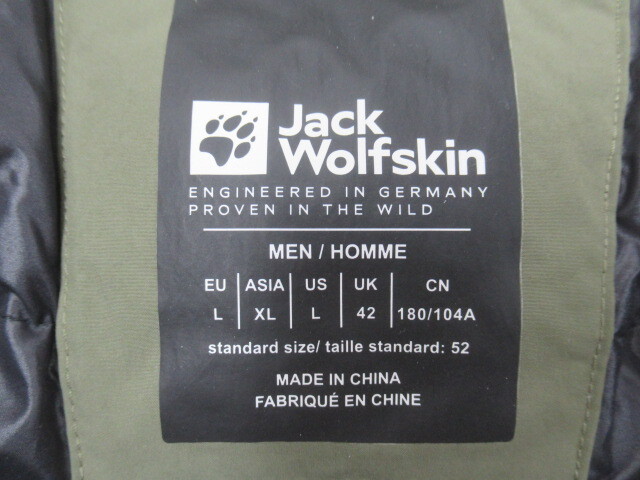 Jack
Wolfskin
ENGINEERED IN GERMANY
PROVEN IN THE WILD
MEN / HOMME
EU ASIA US UK CN
L XL L 42 180/104A
standard size/ taille standard: 52
MADE IN CHINA
FABRIQUÉ EN CHINE